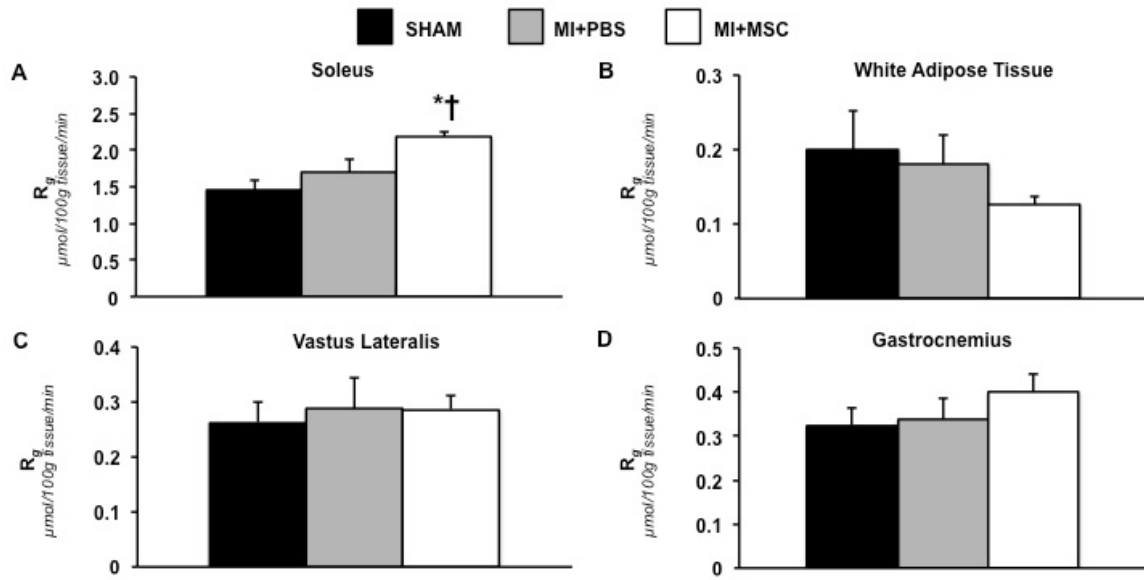 SHAM MI+PBS MI+MSC
A
Soleus
3.0
2.5
2.0
1.5
1.0
0.5
0
Rg
µmol/100g tissue/min
*†
B
White Adipose Tissue
0.3
0.2
0.1
0
Rg
µmol/100g tissue/min
C
Vastus Lateralis
0.4
0.3
0.2
0.1
0
Rg
µmol/100g tissue/min
D
Gastrocnemius
0.5
0.4
0.3
0.2
0.1
0
Rg
µmol/100g tissue/min